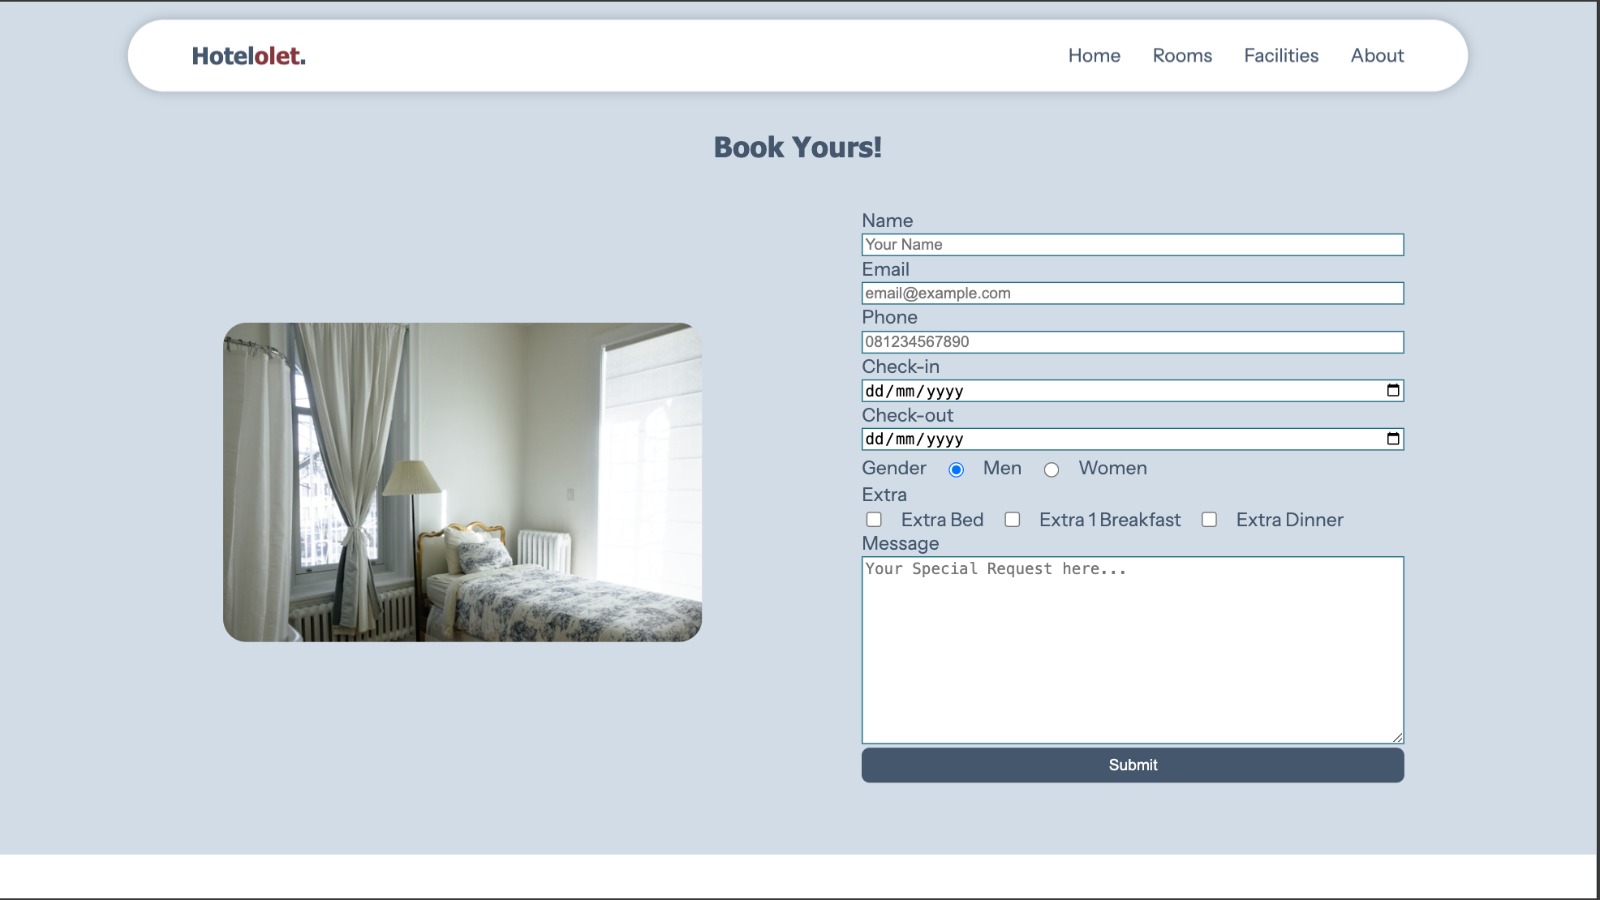 Hotelolet.
Home Rooms Facilities About
Book Yours!
Name
Your Name
Email
email@example.com
Phone
081234567890
Check-in
dd/mm/yyyy
Check-out
dd/mm/yyyy
Gender Men Women
Extra
Extra Bed Extra 1 Breakfast Extra Dinner
Message
Your Special Request here...
Submit